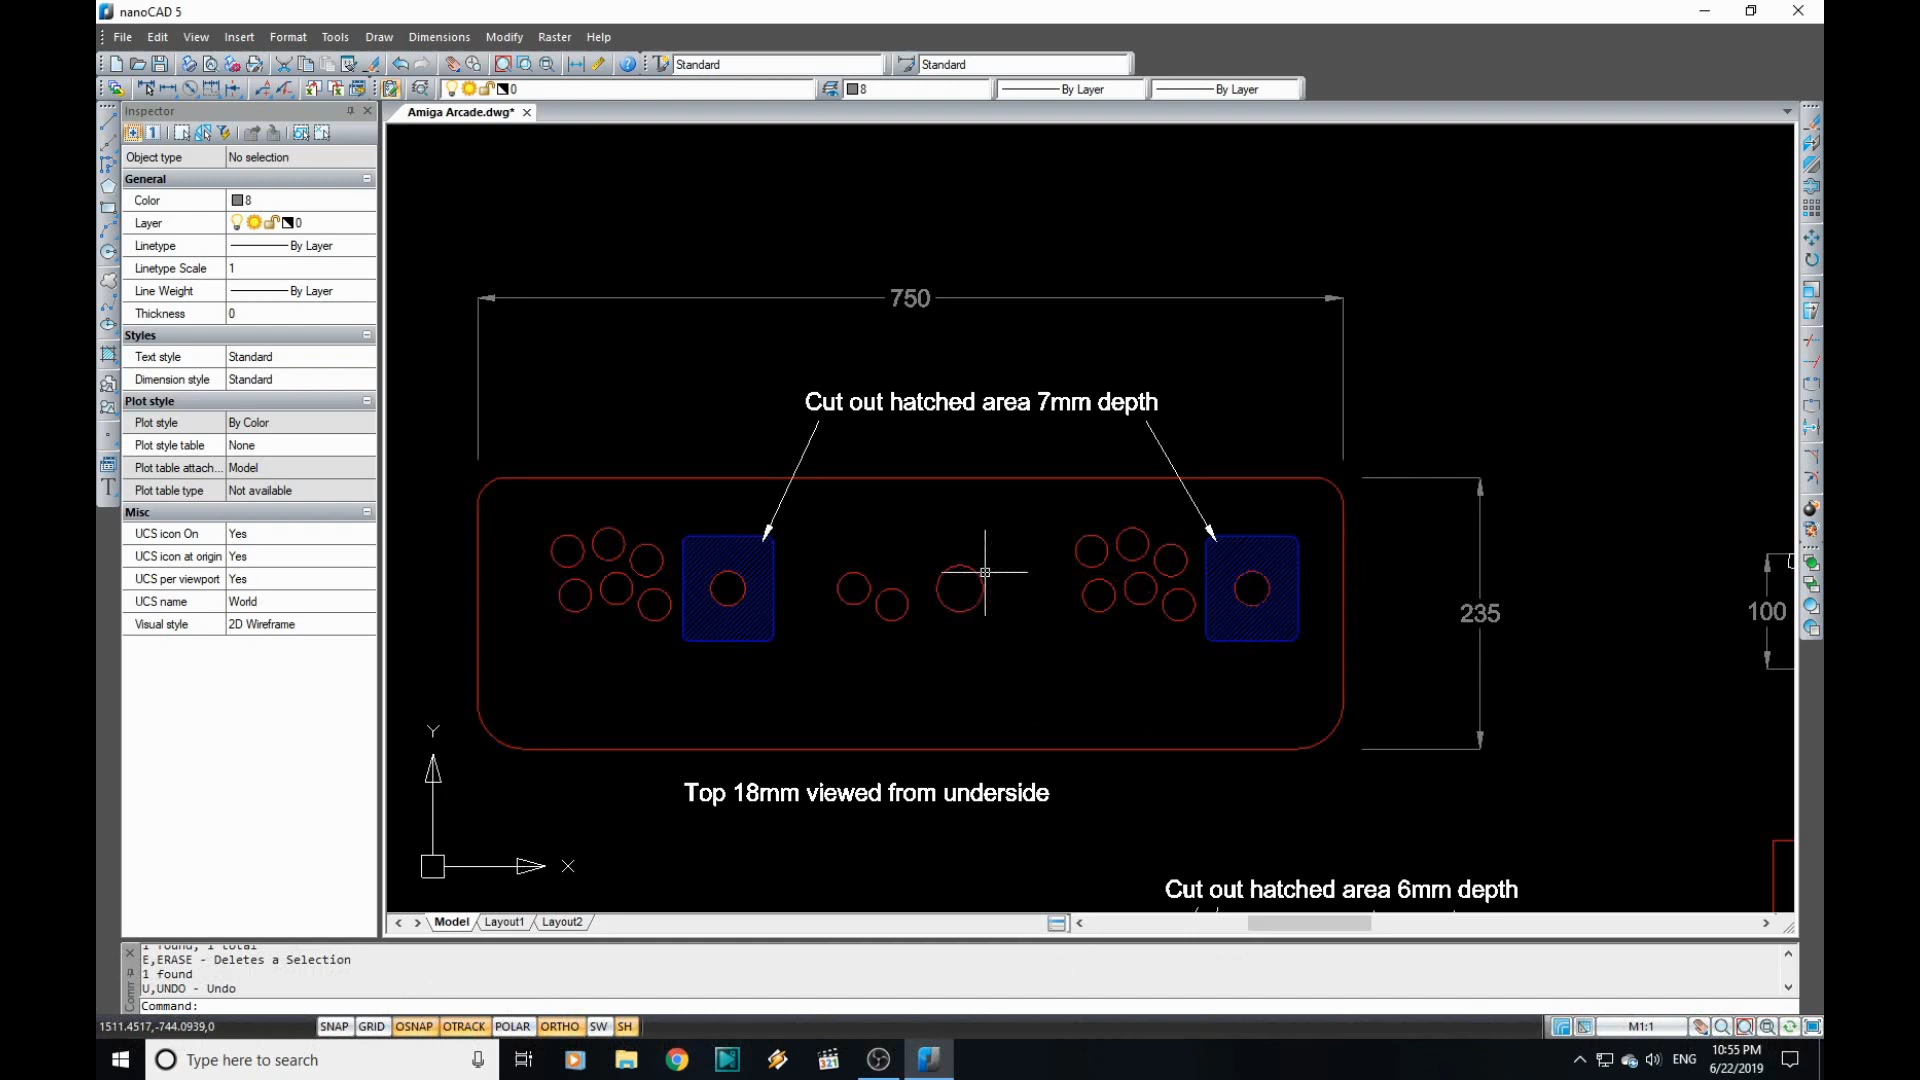 nanoCAD 5
File Edit View Insert Format Tools Draw Dimensions Modify Raster Help
Standard Standard
0 8 By Layer By Layer
Inspector
Amiga Arcade.dwg*
1
Object type No selection
General
Color 8
Layer 0
Linetype By Layer
Linetype Scale 1
Line Weight By Layer
Thickness 0
Styles
Text style Standard
Dimension style Standard
Plot style
Plot style By Color
Plot style table None
Plot table attach... Model
Plot table type Not available
Misc
UCS icon On Yes
UCS icon at origin Yes
UCS per viewport Yes
UCS name World
Visual style 2D Wireframe
750
Cut out hatched area 7mm depth
235
100
Top 18mm viewed from underside
Y
X
Cut out hatched area 6mm depth
Model Layout1 Layout2
1 found, 1 total
E,ERASE - Deletes a Selection
1 found
U,UNDO - Undo
Command:
Comm
1511.4517,-744.0939,0 SNAP GRID OSNAP OTRACK POLAR ORTHO SW SH M1:1
Type here to search
321
ENG
10:55 PM
6/22/2019